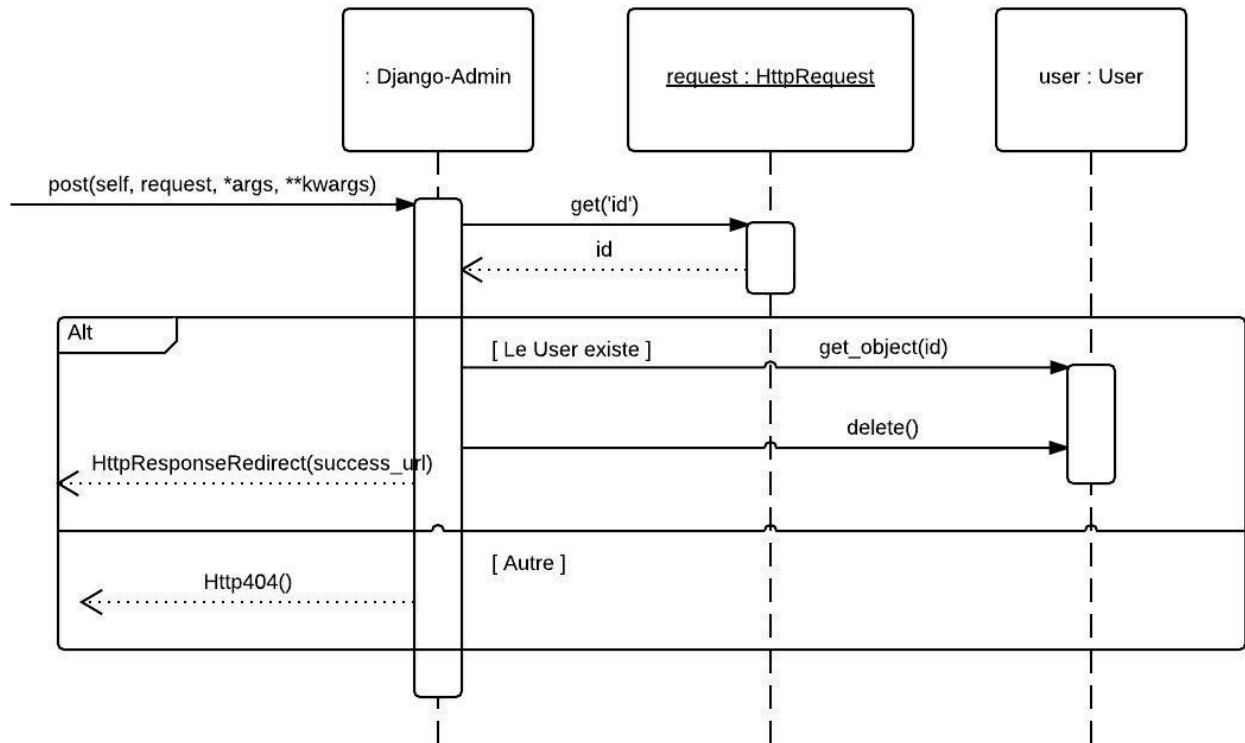 : Django-Admin
request : HttpRequest
user : User
post(self, request, *args, **kwargs)
get('id')
id
Alt
[ Le User existe ]
get_object(id)
delete()
HttpResponseRedirect(success_url)
[ Autre ]
Http404()